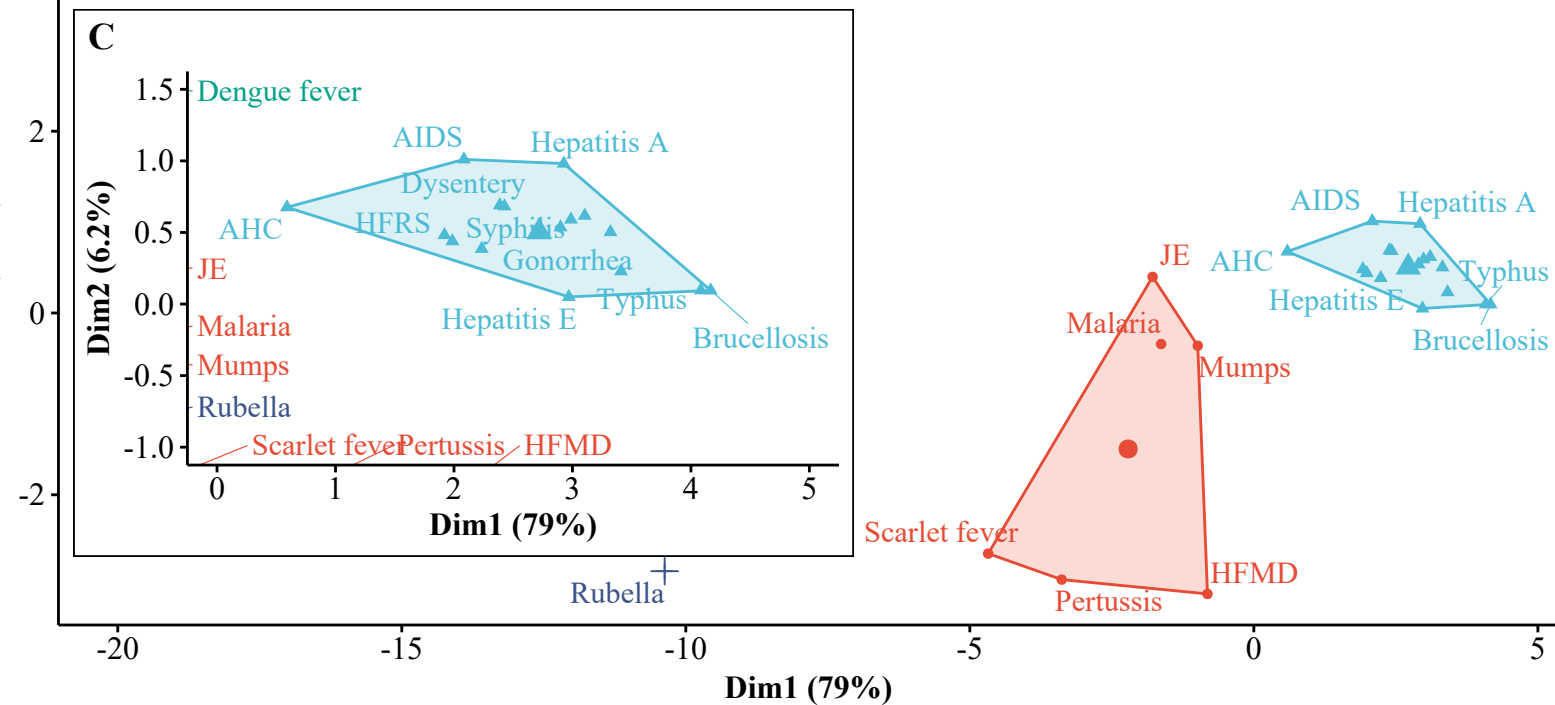 C
1.5
Dengue fever
AIDS
Hepatitis A
1.0
Dysentery
AHC
HFRS
Syphilis
0.5
Gonorrhea
JE
0.0
Typhus
Hepatitis E
Malaria
Brucellosis
Mumps
-0.5
Rubella
Scarlet fever
Pertussis
HFMD
-1.0
0 1 2 3 4 5
Dim1 (79%)
Dim2 (6.2%)
2
0
-2
AIDS
Hepatitis A
JE
AHC
Typhus
Hepatitis E
Malaria
Brucellosis
Mumps
Scarlet fever
HFMD
Rubella
Pertussis
-20 -15 -10 -5 0 5
Dim1 (79%)